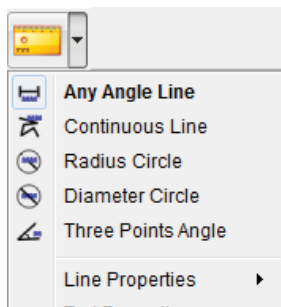 Any Angle Line
Continuous Line
Radius Circle
Diameter Circle
Three Points Angle
Line Properties